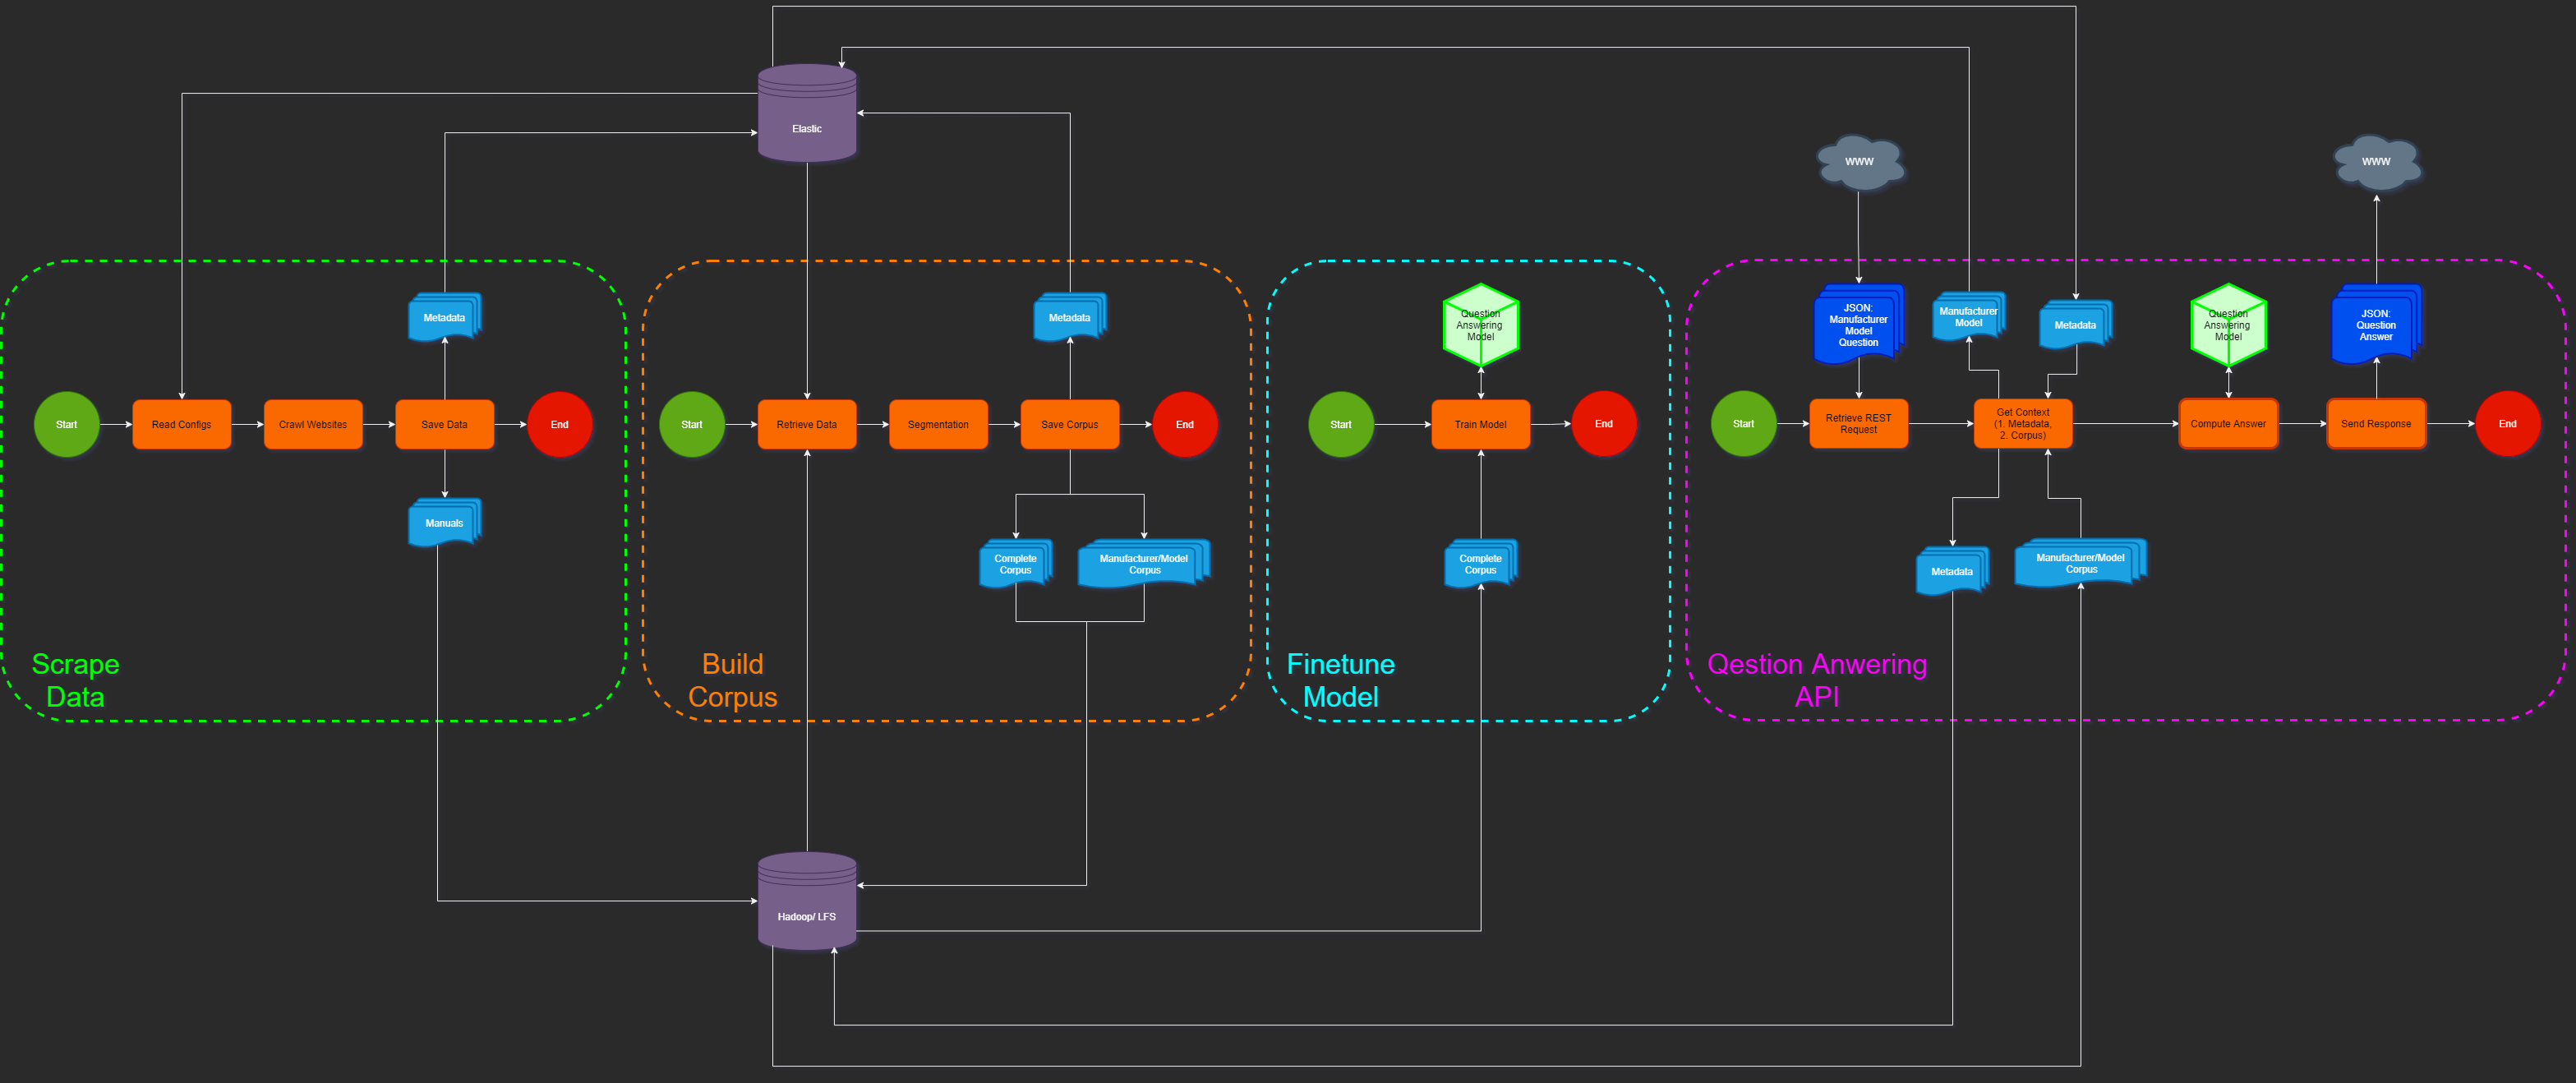 Elastic
WWW
WWW
Metadata
Metadata
Question
Answering
Model
JSON:
Manufacturer
Model
Question
Manufacturer
Model
Metadata
Question
Answering
Model
JSON:
Question
Answer
Start
Read Configs
Crawl Websites
Save Data
End
Start
Retrieve Data
Segmentation
Save Corpus
End
Start
Train Model
End
Start
Retrieve REST
Request
Get Context
(1. Metadata,
2. Corpus)
Compute Answer
Send Response
End
Manuals
Complete
Corpus
Manufacturer/Model
Corpus
Complete
Corpus
Metadata
Manufacturer/Model
Corpus
Scrape
Data
Build
Corpus
Finetune
Model
Qestion Anwering
API
Hadoop/ LFS